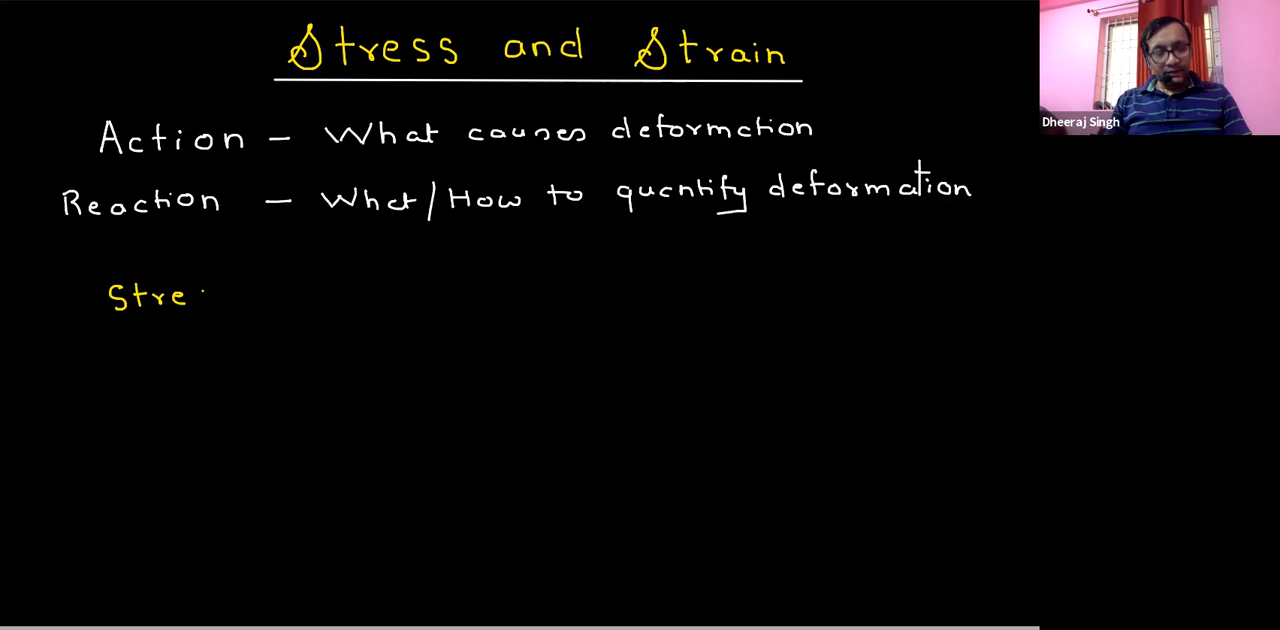 Stress and Strain
Action - What causes deformation
Reaction - What/How to quantify deformation
Stre
Dheeraj Singh